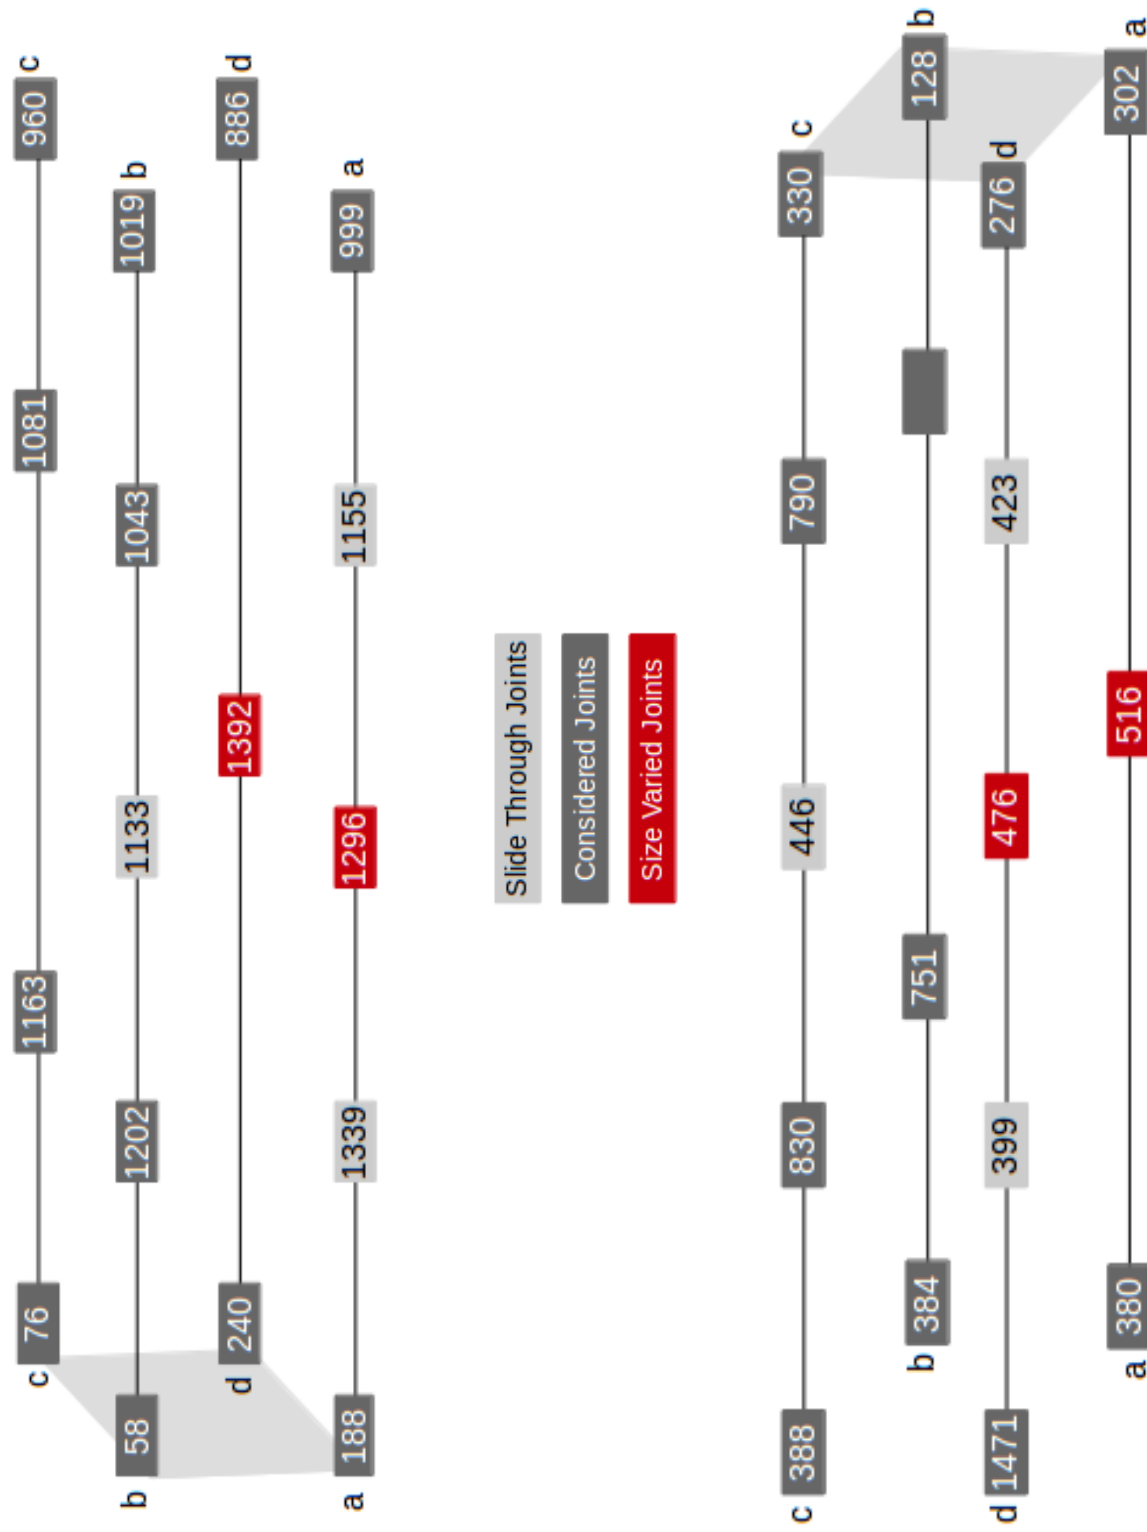 c 76 1163 1081 960 c
b 58 1202 1133 1043 1019 b
d 240 1392 886 d
a 188 1339 1296 1155 999 a
Slide Through Joints
Considered Joints
Size Varied Joints
c 388 830 446 790 330 c
b 384 751 128 b
d 1471 399 476 423 276 d
a 380 516 302 a